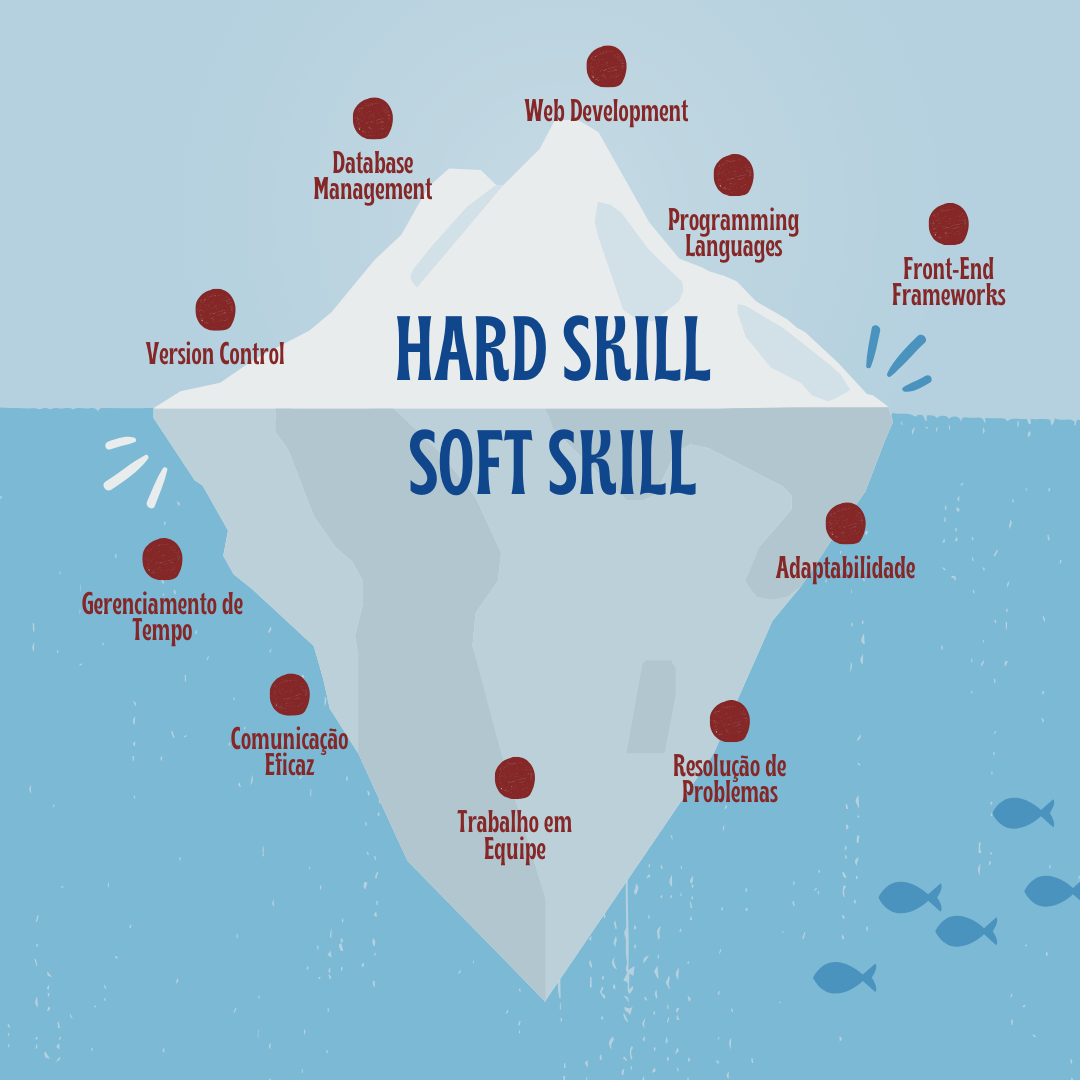 Web Development
Database
Management
Programming
Languages
Front-End
Frameworks
Version Control
HARD SKILL
SOFT SKILL
Adaptabilidade
Gerenciamento de
Tempo
Comunicação
Eficaz
Resolução de
Problemas
Trabalho em
Equipe